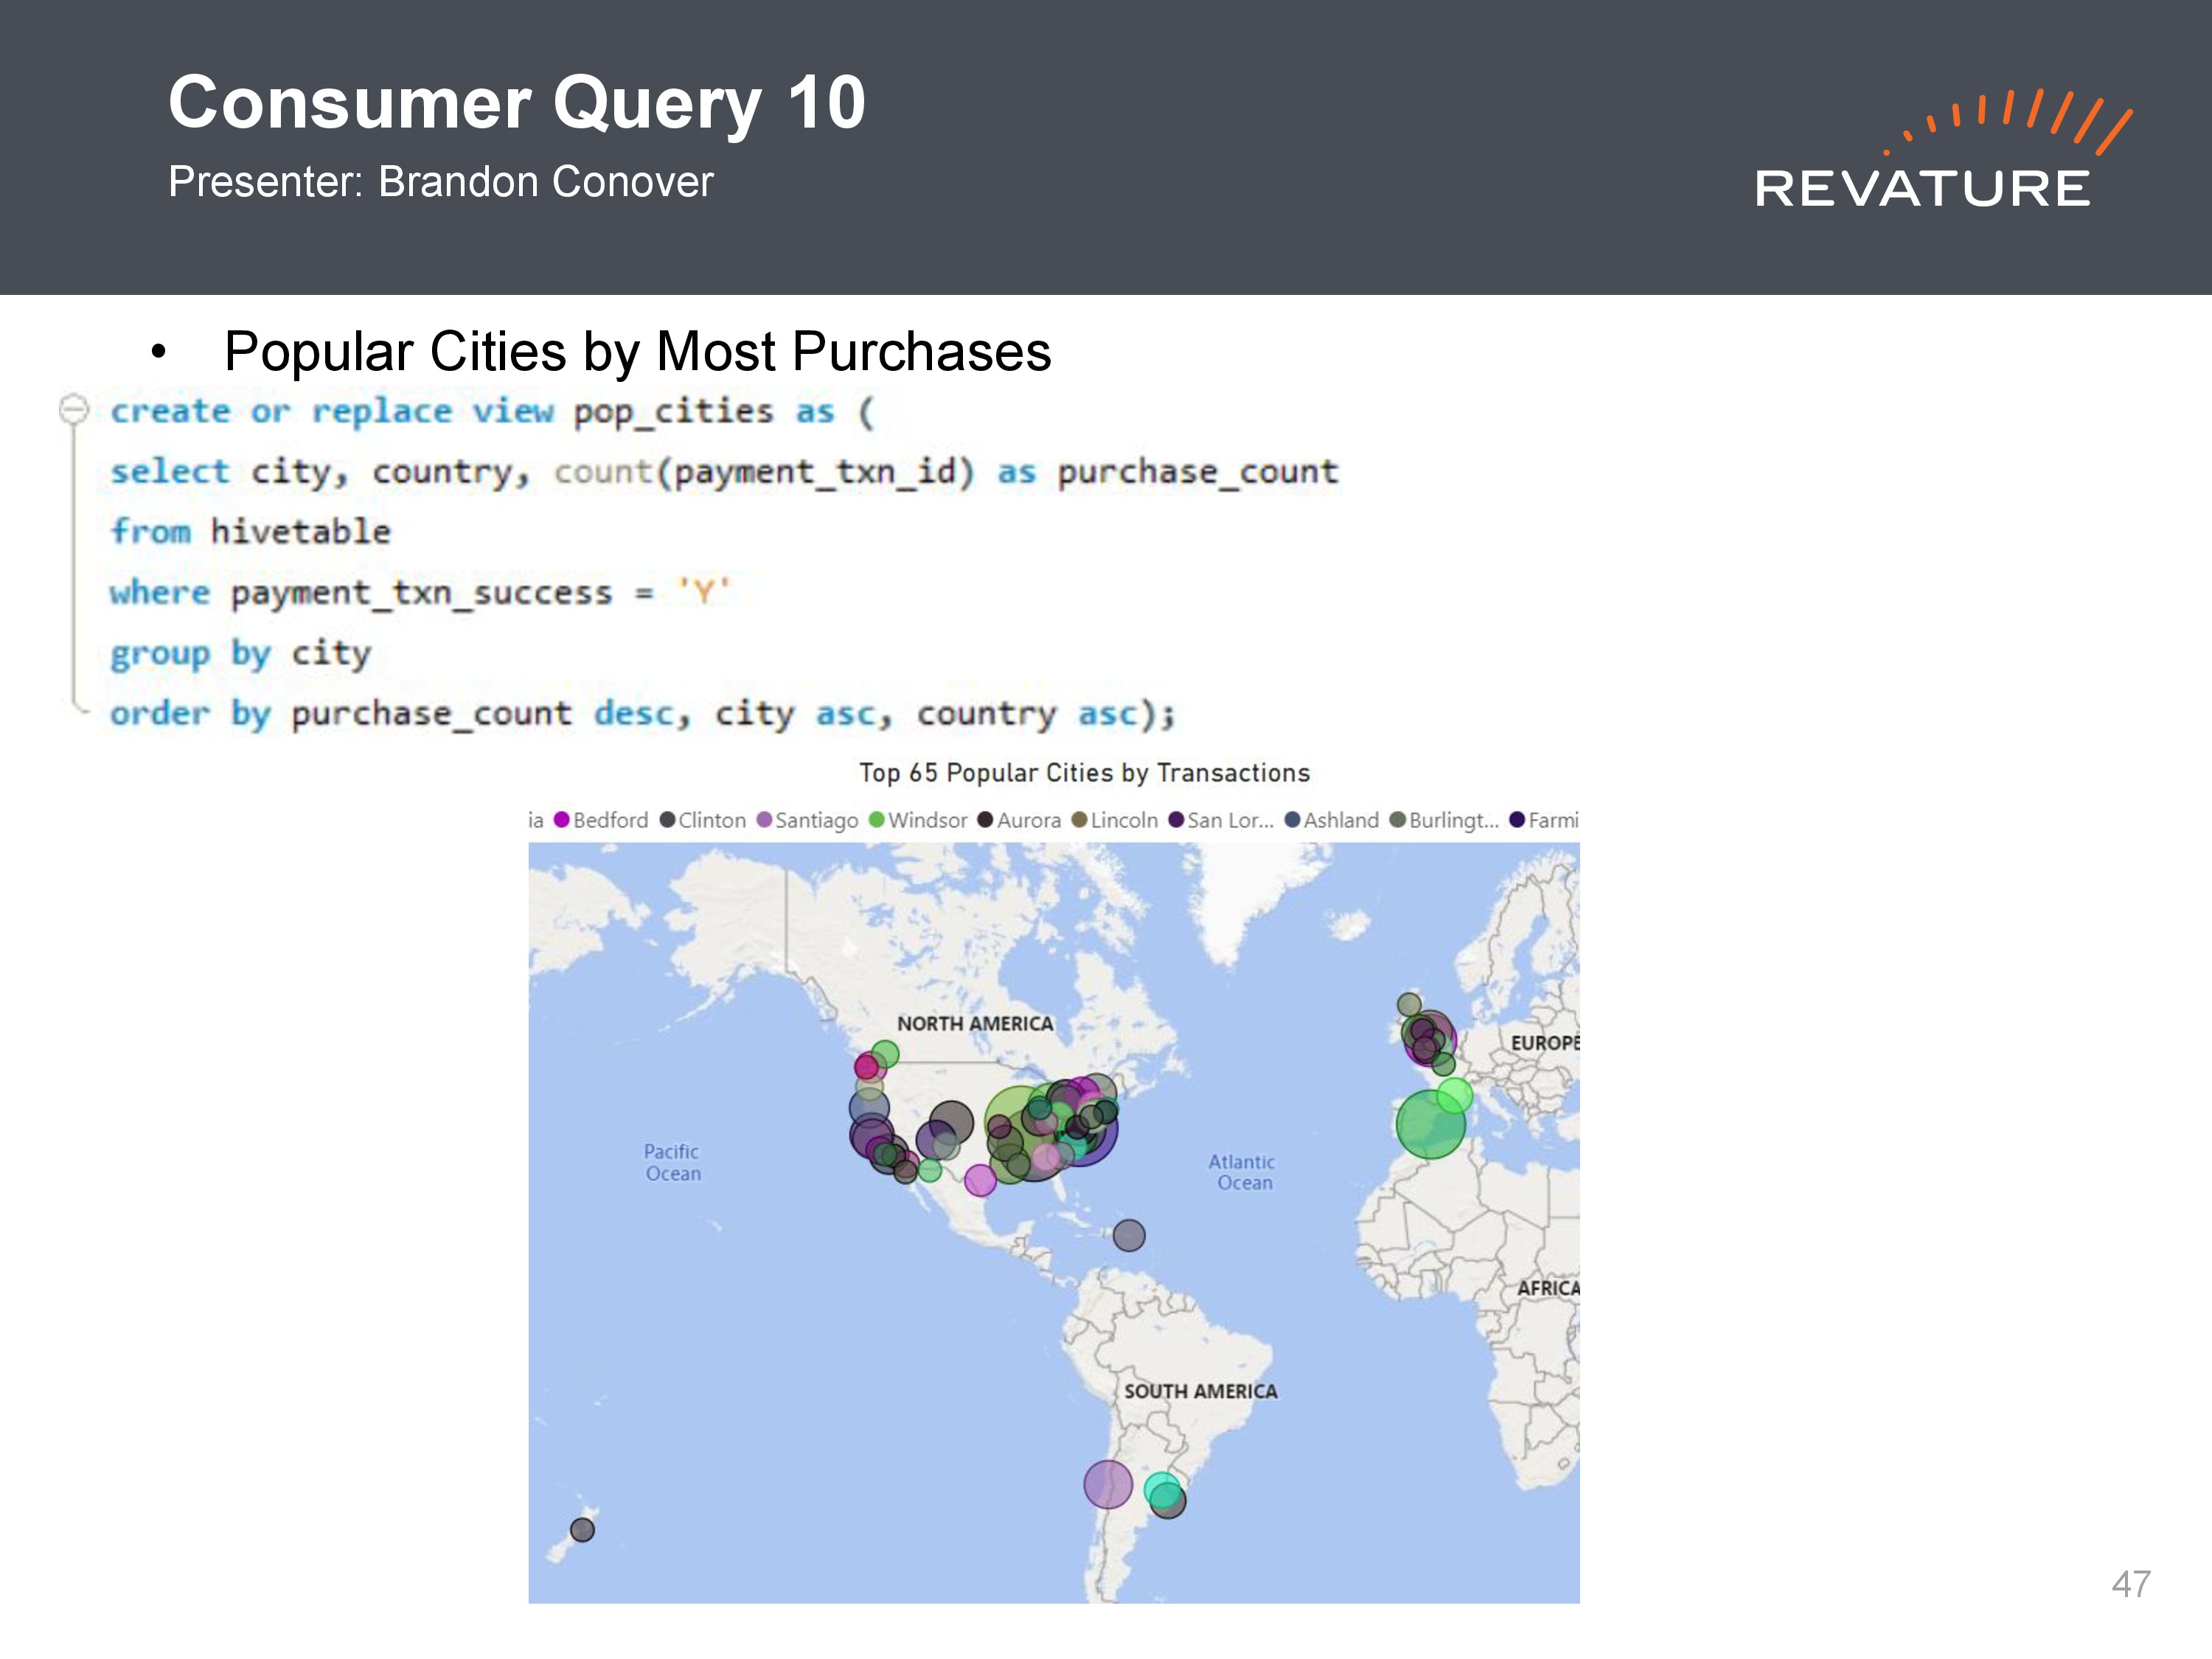 Consumer Query 10
Presenter: Brandon Conover
REVATURE
• Popular Cities by Most Purchases
create or replace view pop_cities as (
select city, country, count(payment_txn_id) as purchase_count
from hivetable
where payment_txn_success = 'Y'
group by city
order by purchase_count desc, city asc, country asc);
Top 65 Popular Cities by Transactions
ia Bedford Clinton Santiago Windsor Aurora Lincoln San Lor... Ashland Burlingt... Farmi
NORTH AMERICA
EUROPE
Pacific
Ocean
Atlantic
Ocean
AFRICA
SOUTH AMERICA
47